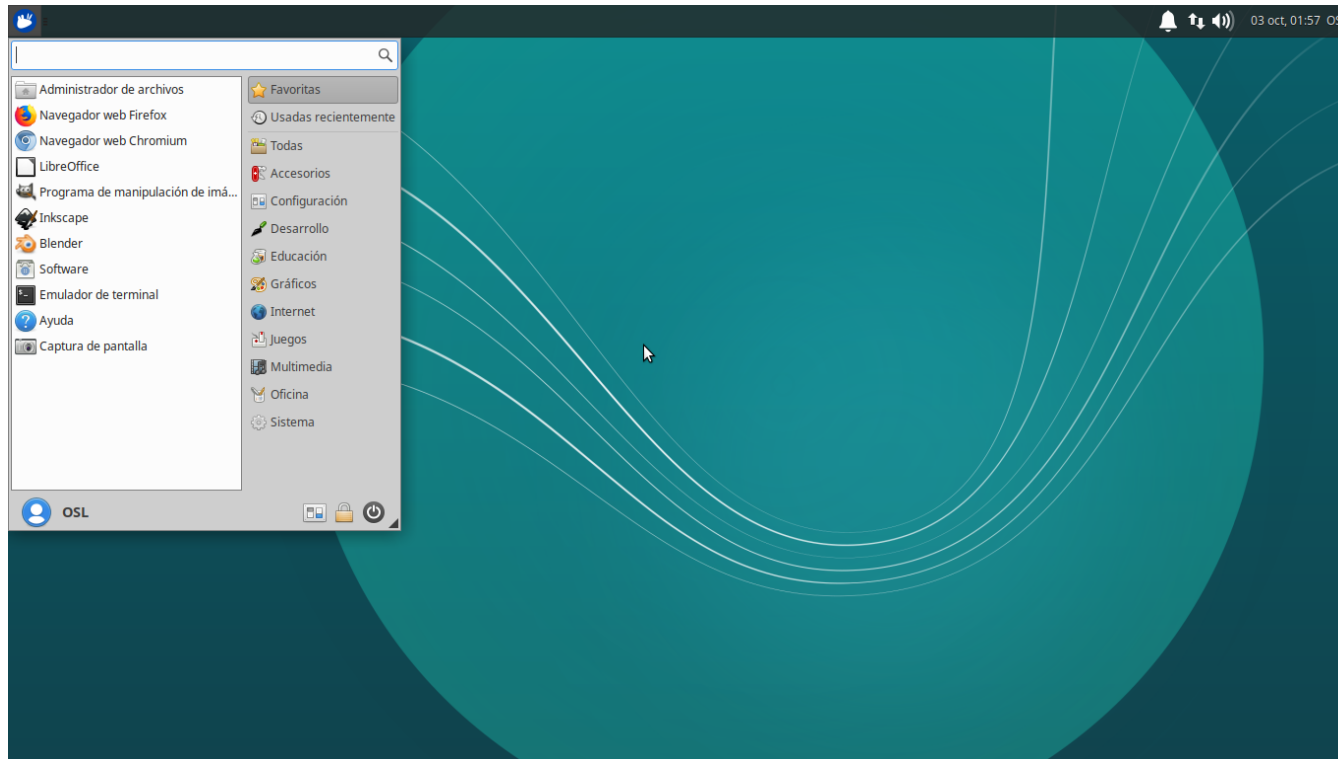 03 oct, 01:57 OS
Administrador de archivos
Navegador web Firefox
Navegador web Chromium
LibreOffice
Programa de manipulación de imá...
Inkscape
Blender
Software
Emulador de terminal
Ayuda
Captura de pantalla
Favoritas
Usadas recientemente
Todas
Accesorios
Configuración
Desarrollo
Educación
Gráficos
Internet
Juegos
Multimedia
Oficina
Sistema
OSL